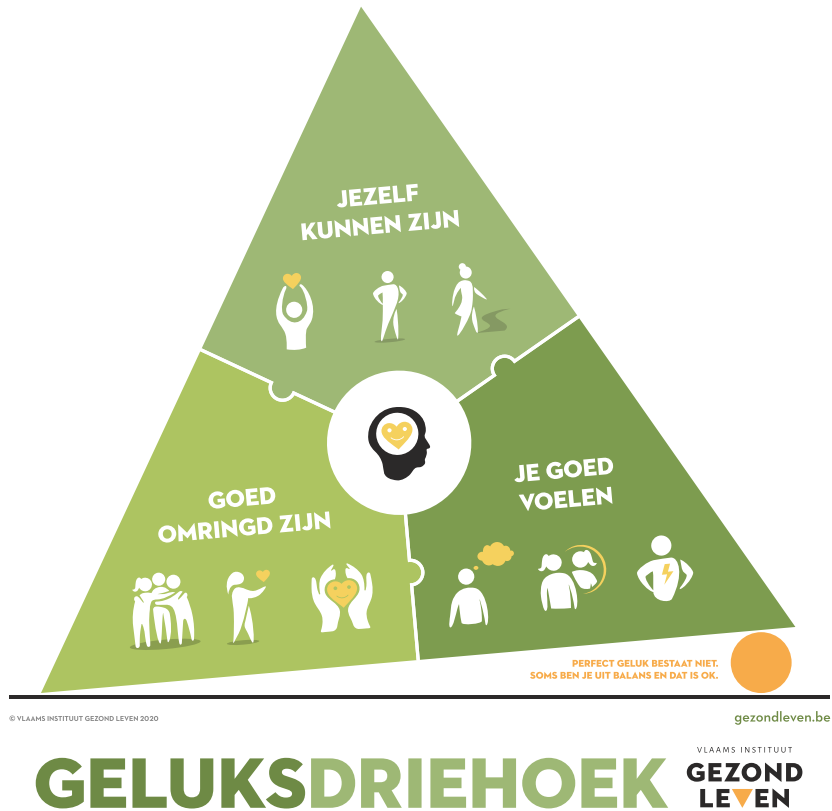 JEZELF
KUNNEN ZIJN
GOED
OMRINGD ZIJN
JE GOED
VOELEN
PERFECT GELUK BESTAAT NIET.
SOMS BEN JE UIT BALANS EN DAT IS OK.
© VLAAMS INSTITUUT GEZOND LEVEN 2020
gezondleven.be
GELUKSDRIEHOEK
VLAAMS INSTITUUT
GEZOND
LEVEN